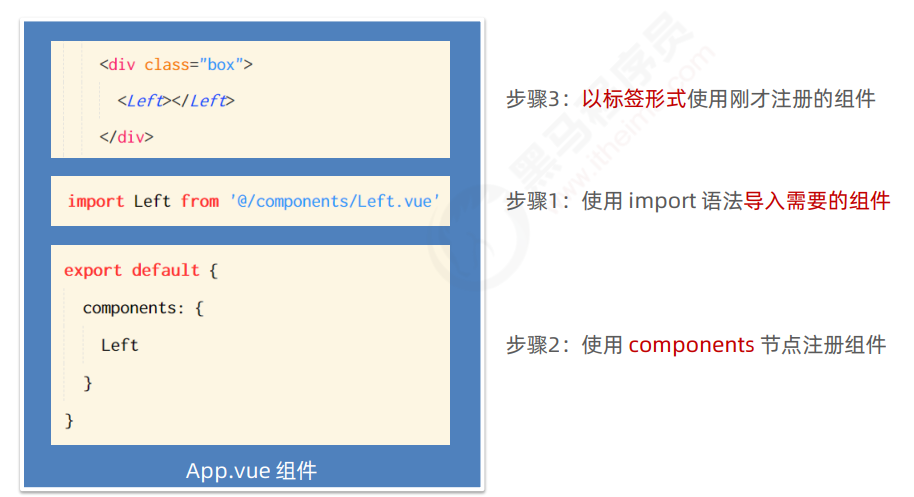 <div class="box">
<Left></Left>
</div>
步骤3：以标签形式使用刚才注册的组件
import Left from '@/components/Left.vue'
步骤1：使用 import 语法导入需要的组件
export default {
components: {
Left
}
}
步骤2：使用 components 节点注册组件
App.vue 组件
黑马程序员
www.itheima.com